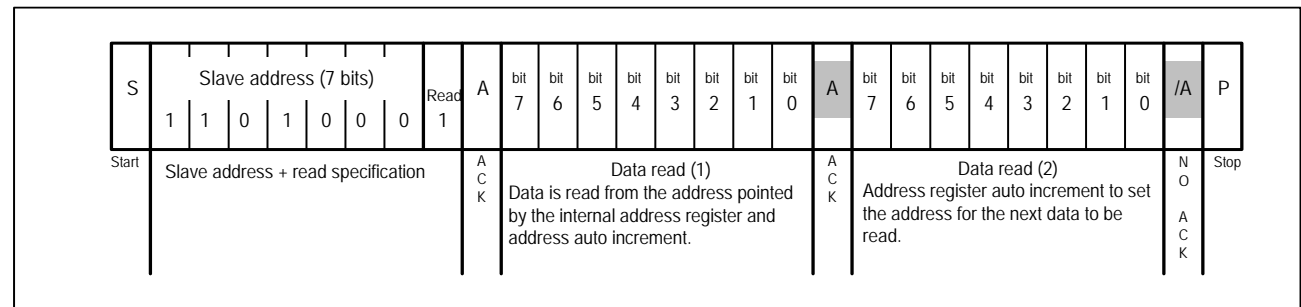 S Slave address (7 bits) Read A bit bit bit bit bit bit bit bit A bit bit bit bit bit bit bit bit /A P
1 1 0 1 0 0 0 1 7 6 5 4 3 2 1 0 7 6 5 4 3 2 1 0
Start
Slave address + read specification
A
C
K
Data read (1)
Data is read from the address pointed
by the internal address register and
address auto increment.
A
C
K
Data read (2)
Address register auto increment to set
the address for the next data to be
read.
N
O
A
C
K
Stop